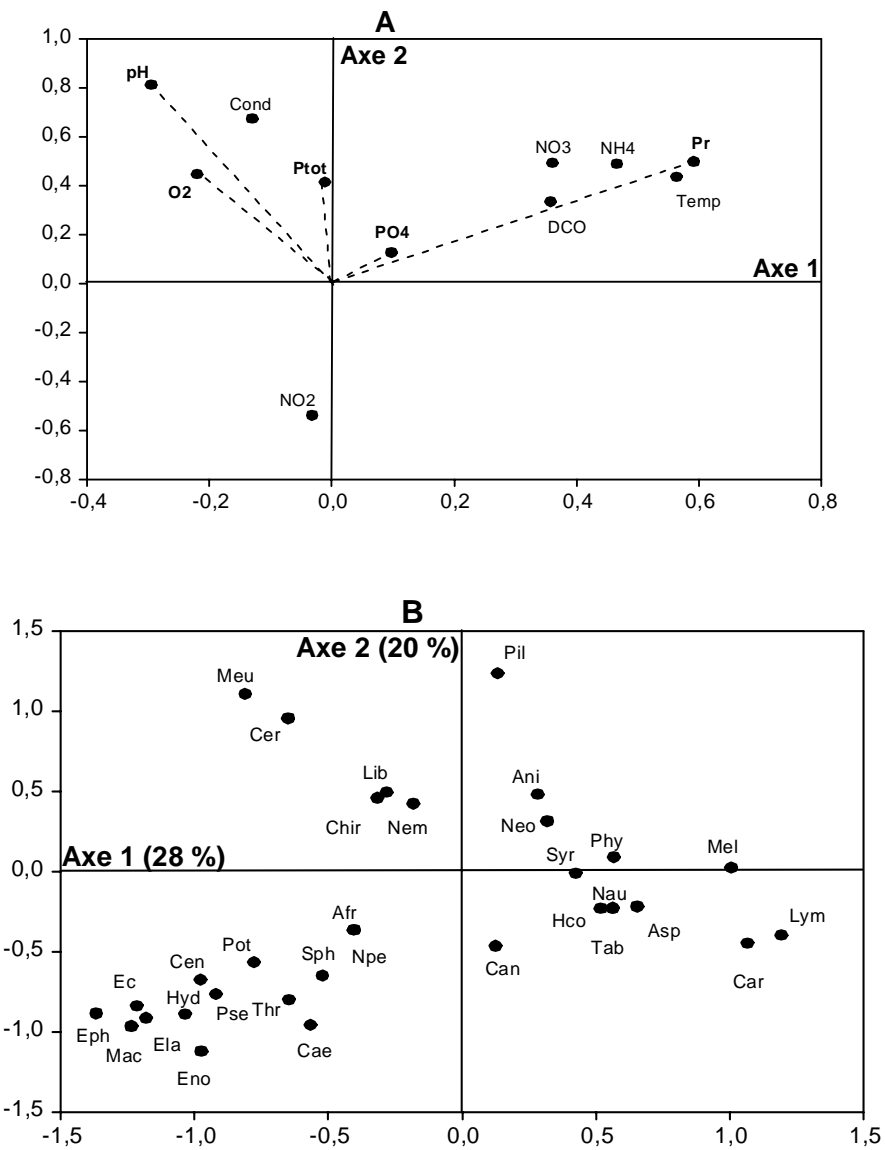 A
1,0
Axe 2
pH
0,8
Cond
0,6
NO3
NH4
Pr
Ptot
0,4
O2
Temp
DCO
PO4
0,2
Axe 1
0,0
-0,2
-0,4
NO2
-0,6
-0,8
-0,4
-0,2
0,0
0,2
0,4
0,6
0,8
B
1,5
Axe 2 (20 %)
Pil
Meu
1,0
Cer
Lib
Ani
0,5
Chir
Nem
Neo
Phy
Axe 1 (28 %)
Syr
Mel
0,0
Nau
Afr
Hco
Asp
Lym
Pot
Sph
Npe
Tab
-0,5
Cen
Can
Car
Ec
Hyd
Pse
Thr
-1,0
Eph
Mac
Ela
Cae
Eno
-1,5
-1,5
-1,0
-0,5
0,0
0,5
1,0
1,5